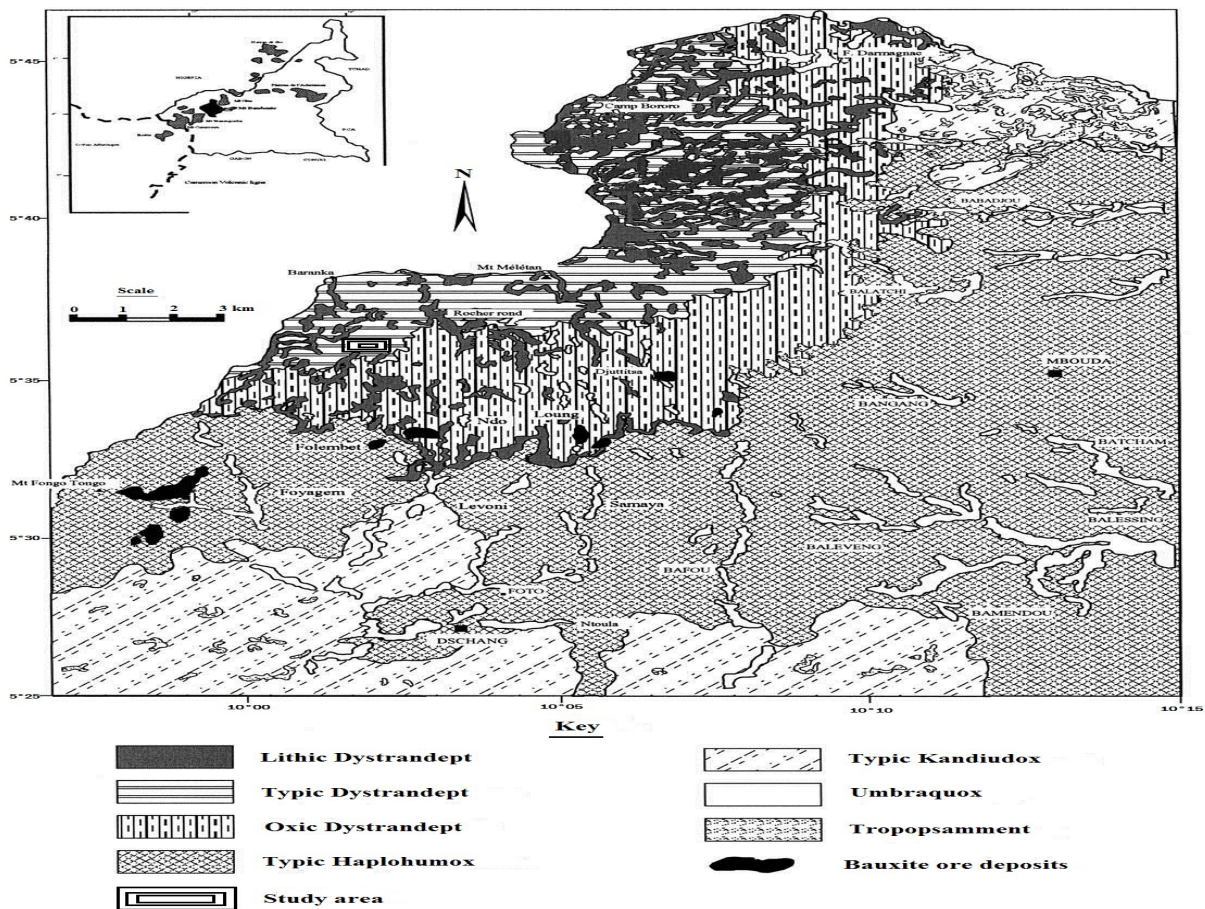 NIGERIA
TCHAD
Mt Bamboutos
R.C.A
GABON
CONGO
Cameroon Volcanic ligne
5°45
5°40
5°35
5°30
5°25
N
F. Darmagnac
Camp Bororo
BABADJOU
Baranka
Mt Mélétan
Scale
0 1 2 3 km
Rocher rond
BALATCHI
Djuttitsa
MBOUDA
BANGANG
Ndo
Loung
Folembet
BATCHAM
Mt Fongo Tongo
Foyagem
Levoni
Samaya
BALESSING
BALEVENO
BAFOU
FOTO
BAMENDOU
Ntoula
DSCHANG
10°00
10°05
10°10
10°15
Key
Lithic Dystrandept
Typic Dystrandept
Oxic Dystrandept
Typic Haplohumox
Study area
Typic Kandiudox
Umbraquox
Tropopsamment
Bauxite ore deposits